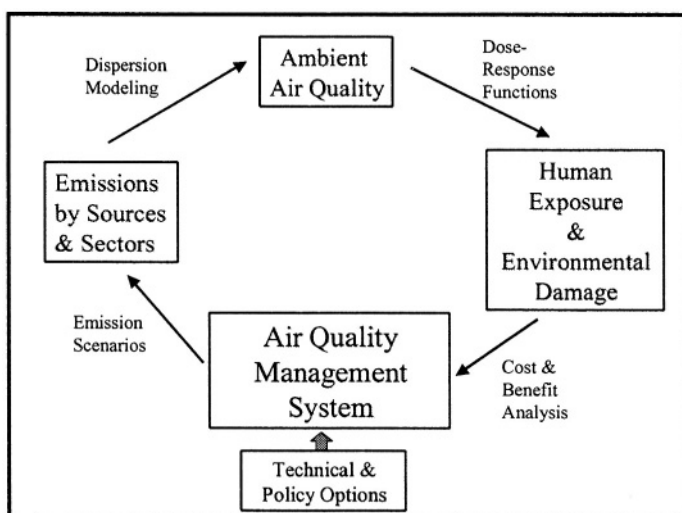 Dispersion
Modeling
Ambient
Air Quality
Dose-
Response
Functions
Emissions
by Sources
& Sectors
Human
Exposure
&
Environmental
Damage
Emission
Scenarios
Air Quality
Management
System
Cost &
Benefit
Analysis
Technical &
Policy Options